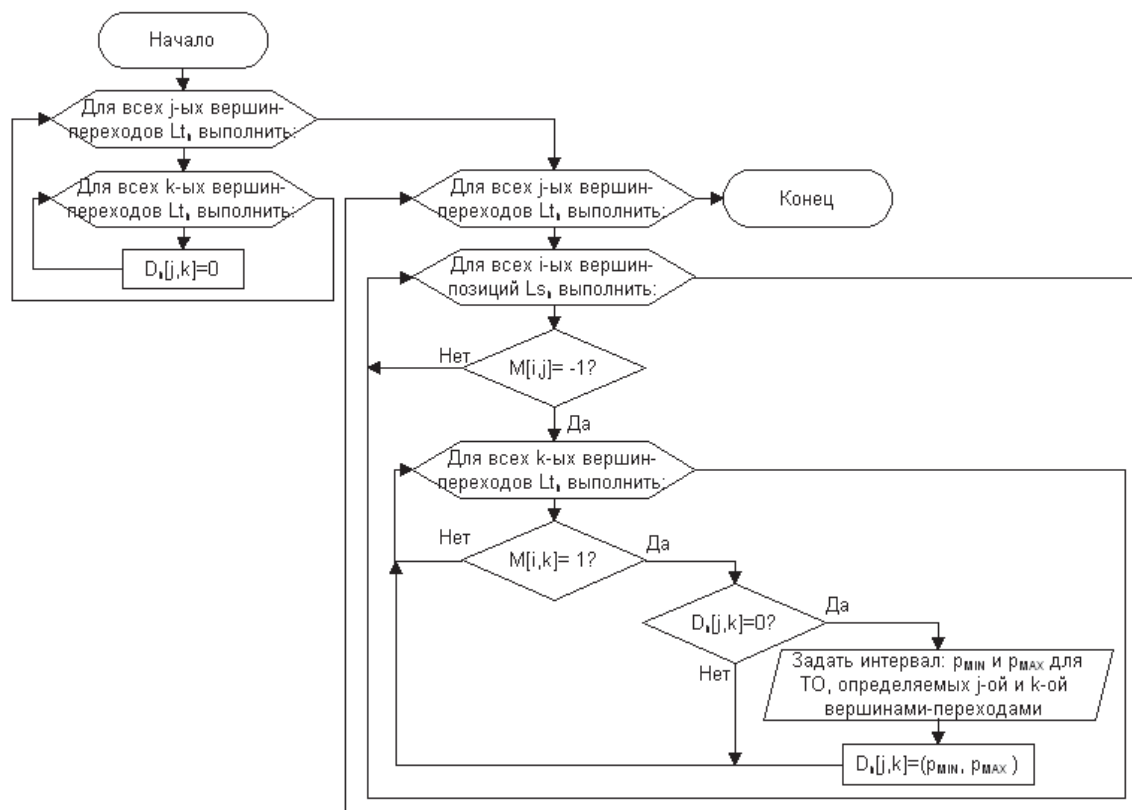 Начало
Для всех j-ых вершин-
переходов Lt, выполнить:
Для всех k-ых вершин-
переходов Lt, выполнить:
D,[j,k]=0
Для всех j-ых вершин-
переходов Lt, выполнить:
Конец
Для всех i-ых вершин-
позиций Ls, выполнить:
Нет
M[i,j]= -1?
Да
Для всех k-ых вершин-
переходов Lt, выполнить:
Нет
M[i,k]= 1?
Да
D,[j,k]=0?
Да
Нет
Задать интервал: pMIN и pMAX для
ТО, определяемых j-ой и k-ой
вершинами-переходами
D,[j,k]=(pMIN, pMAX )